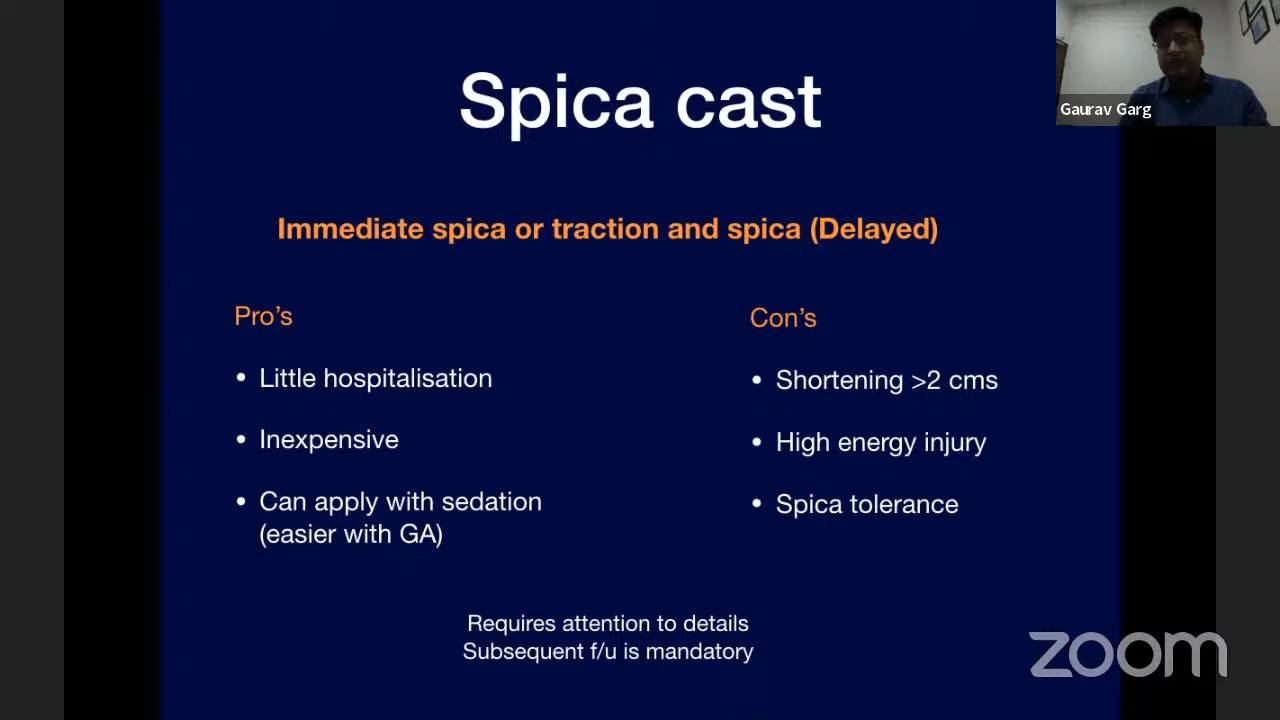 Spica cast
Gaurav Garg
Immediate spica or traction and spica (Delayed)
Pro's
• Little hospitalisation
• Inexpensive
• Can apply with sedation
(easier with GA)
Con's
• Shortening >2 cms
• High energy injury
• Spica tolerance
Requires attention to details
Subsequent f/u is mandatory
zoom